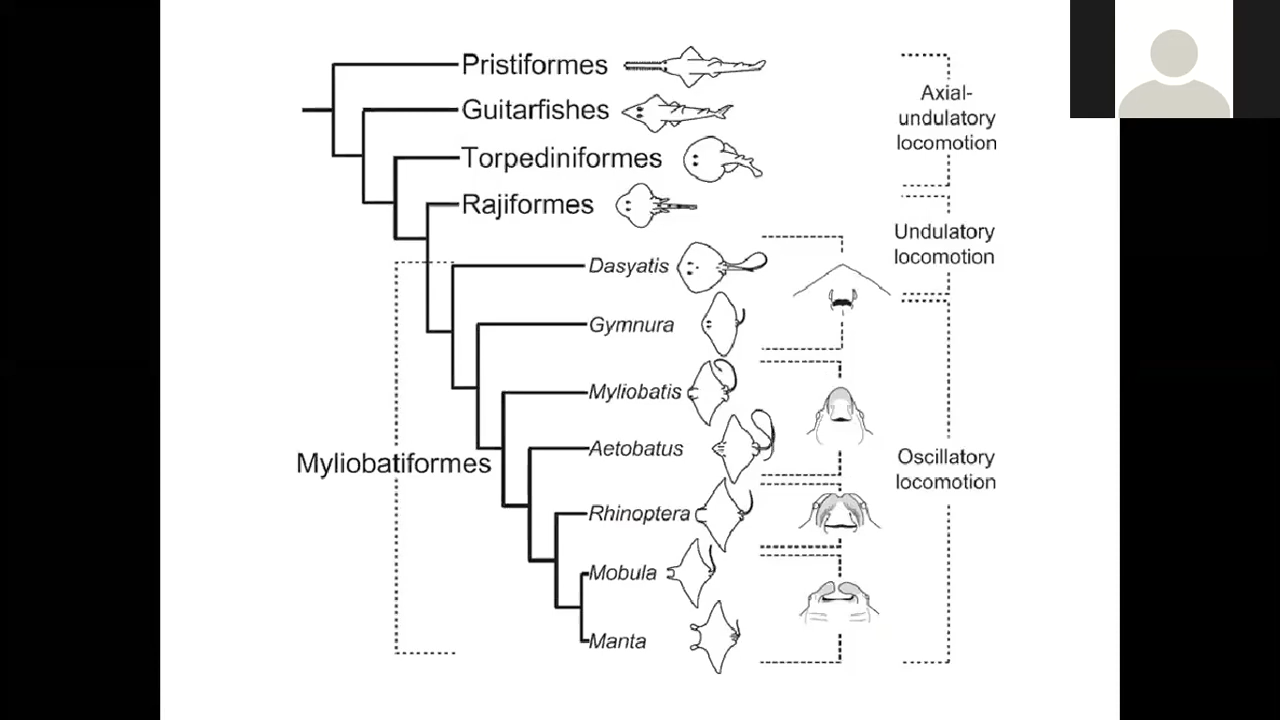 Pristiformes
Guitarfishes
Torpediniformes
Rajiformes
Dasyatis
Gymnura
Myliobatis
Aetobatus
Rhinoptera
Mobula
Manta
Myliobatiformes
Axial-
undulatory
locomotion
Undulatory
locomotion
Oscillatory
locomotion